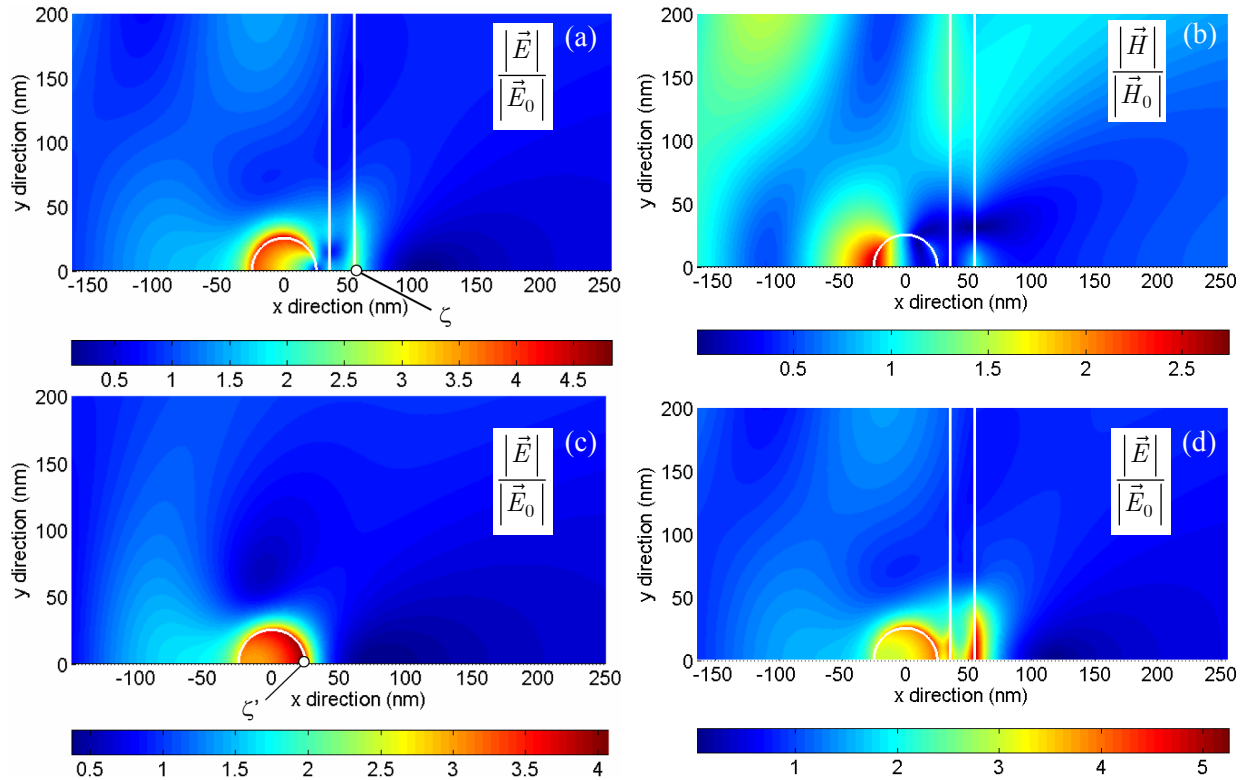 200
150
100
50
0
y direction (nm)
-150 -100 -50 0 50 100 150 200 250
x direction (nm)
|E⃗|
|E⃗₀|
(a)
ζ
0.5 1 1.5 2 2.5 3 3.5 4 4.5
200
150
100
50
0
y direction (nm)
-150 -100 -50 0 50 100 150 200 250
x direction (nm)
|H⃗|
|H⃗₀|
(b)
0.5 1 1.5 2 2.5
200
150
100
50
0
y direction (nm)
-100 -50 0 50 100 150 200 250
x direction (nm)
|E⃗|
|E⃗₀|
(c)
ζ'
0.5 1 1.5 2 2.5 3 3.5 4
200
150
100
50
0
y direction (nm)
-150 -100 -50 0 50 100 150 200 250
x direction (nm)
|E⃗|
|E⃗₀|
(d)
1 2 3 4 5